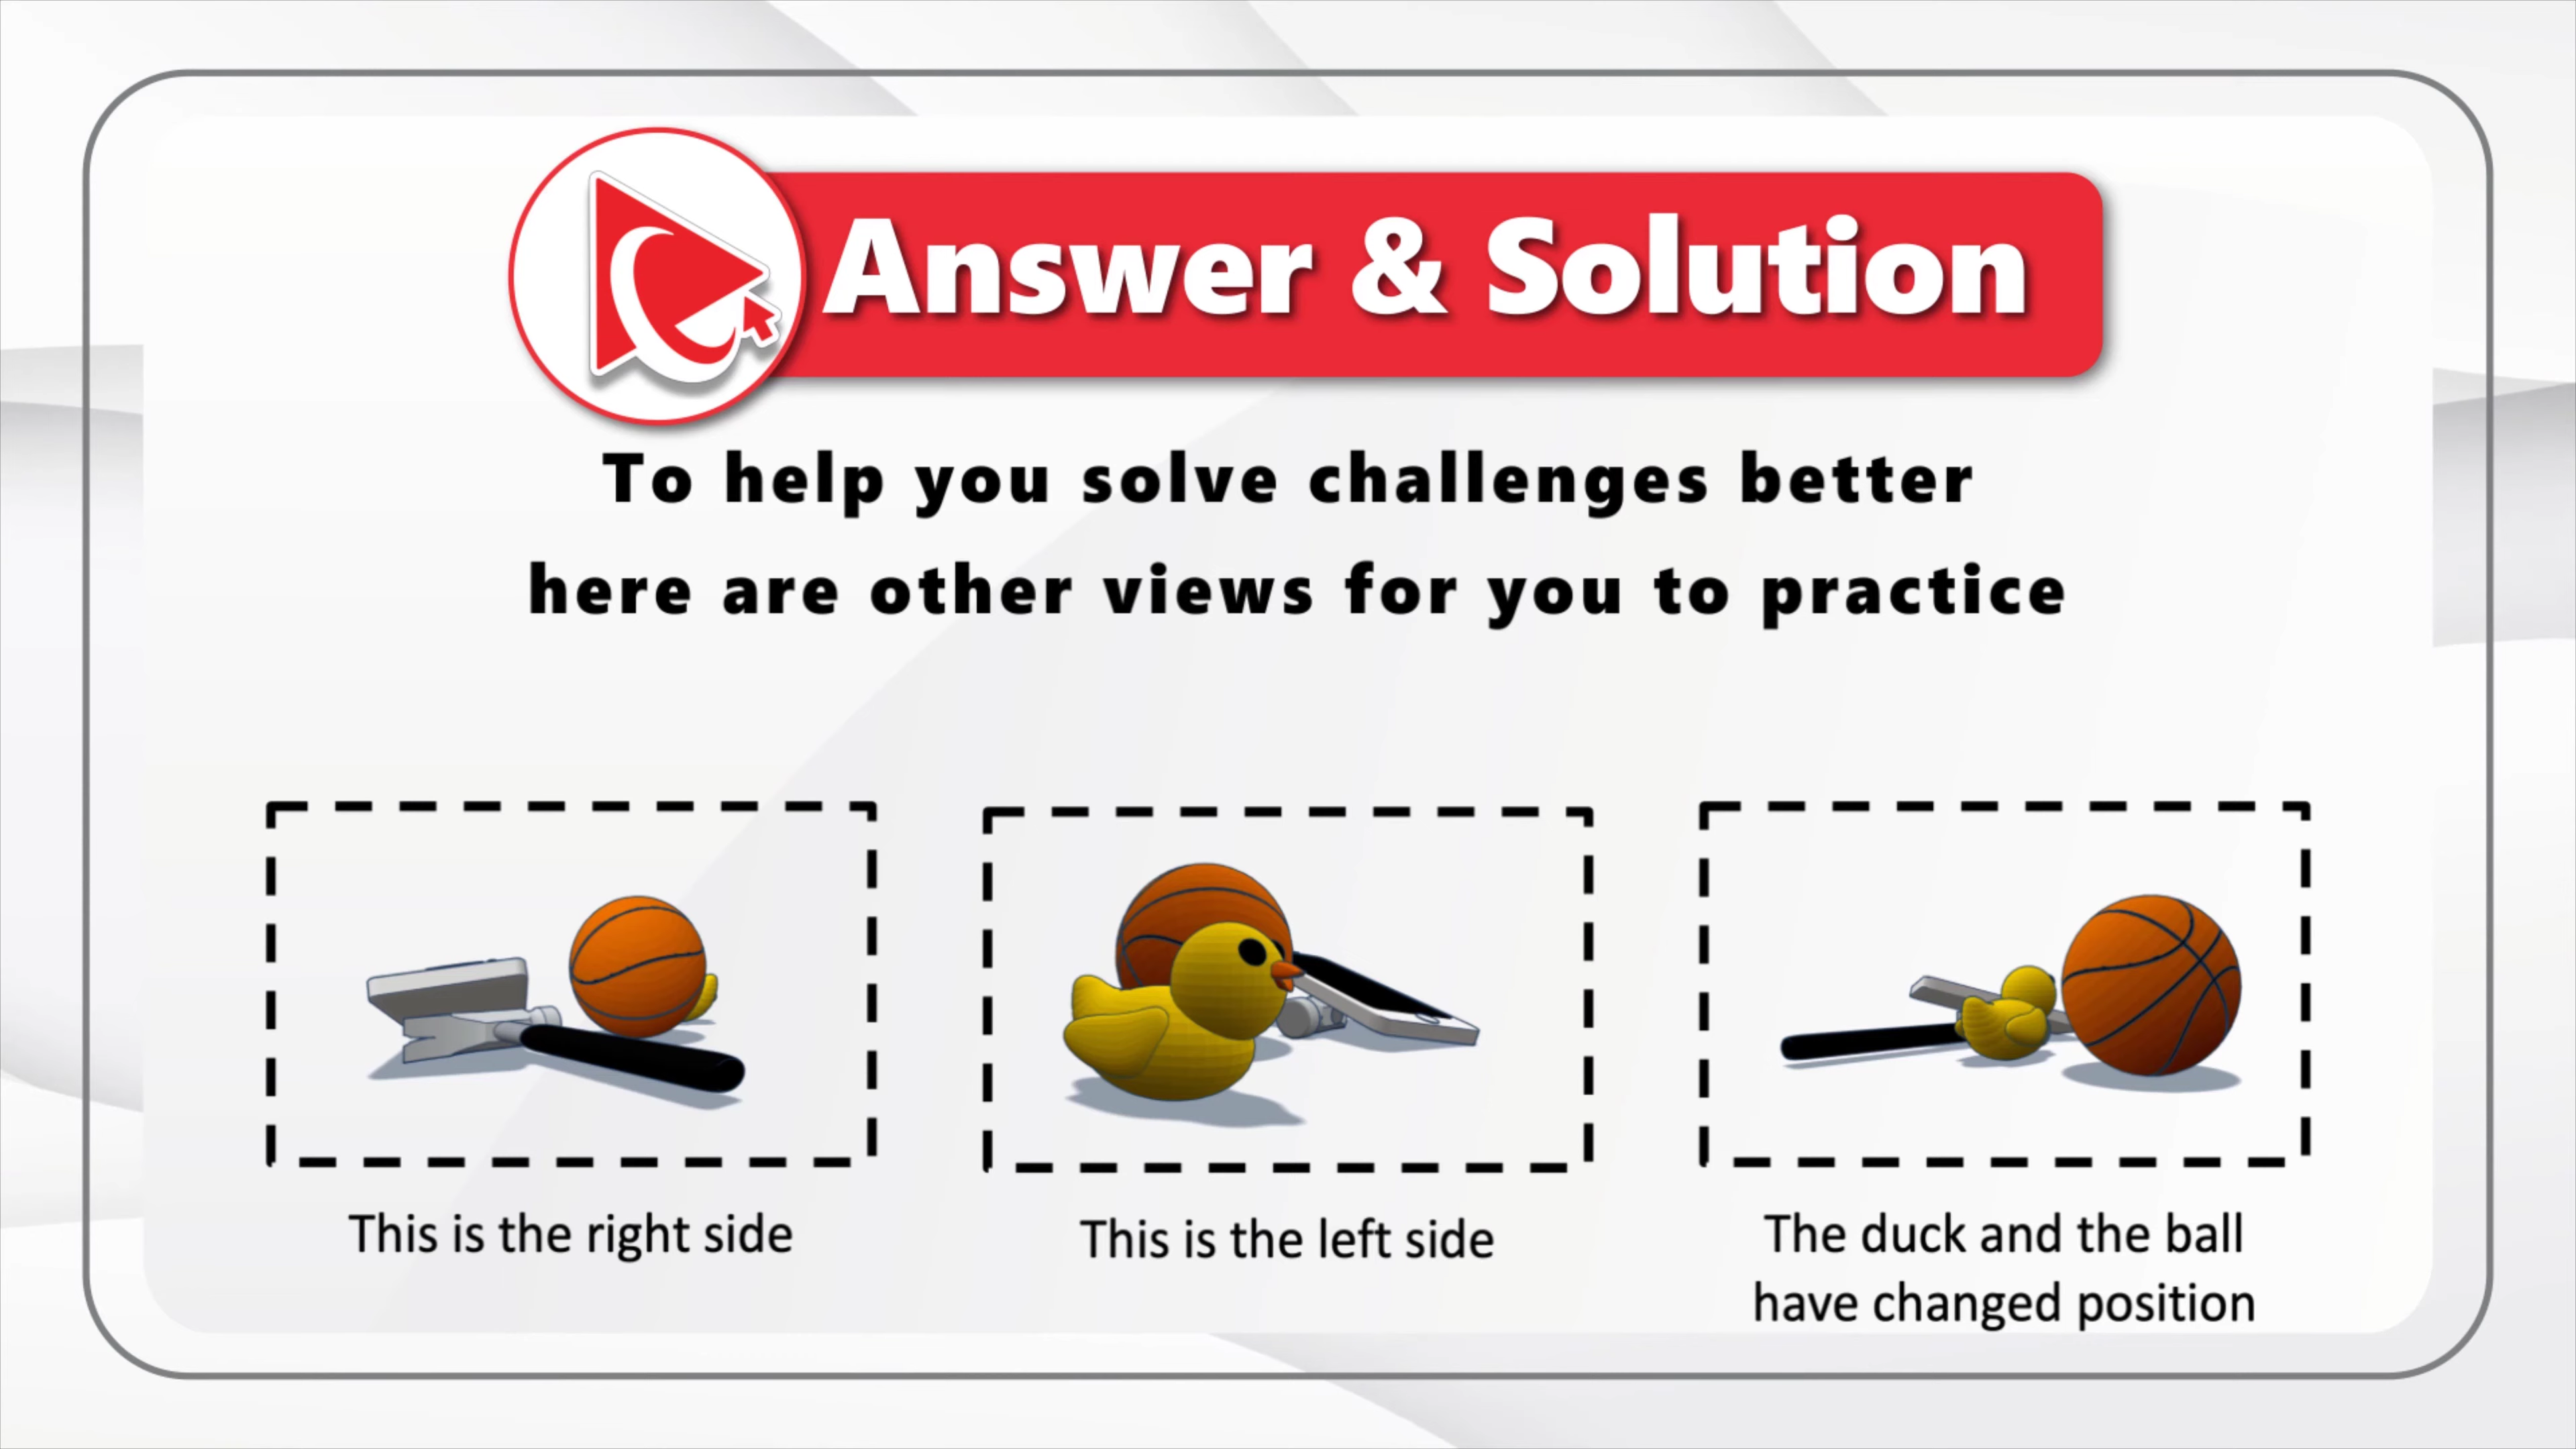 Answer & Solution
To help you solve challenges better
here are other views for you to practice
This is the right side
This is the left side
The duck and the ball
have changed position